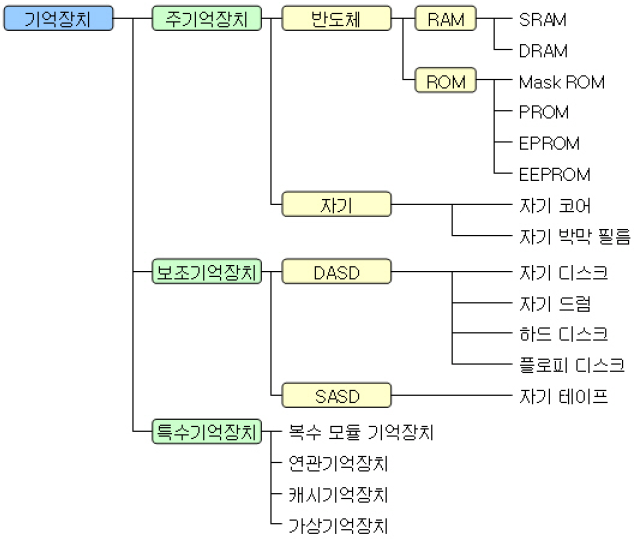 기억장치
주기억장치
반도체
RAM
SRAM
DRAM
ROM
Mask ROM
PROM
EPROM
EEPROM
자기
자기 코어
자기 박막 필름
보조기억장치
DASD
자기 디스크
자기 드럼
하드 디스크
플로피 디스크
SASD
자기 테이프
특수기억장치
복수 모듈 기억장치
연관기억장치
캐시기억장치
가상기억장치